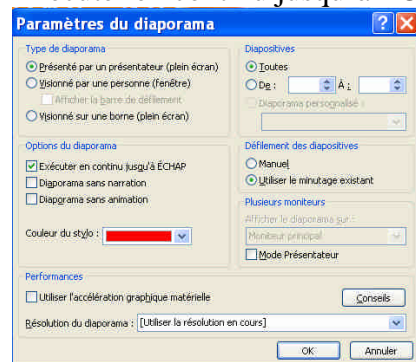 Paramètres du diaporama
Type de diaporama
Présenté par un présentateur (plein écran)
Visionné par une personne (fenêtre)
Afficher la barre de défilement
Visionné sur une borne (plein écran)
Diapositives
Toutes
De : À :
Diaporama personnalisé :
Options du diaporama
Exécuter en continu jusqu'à ÉCHAP
Diaporama sans narration
Diaporama sans animation
Couleur du stylo :
Défilement des diapositives
Manuel
Utiliser le minutage existant
Plusieurs moniteurs
Afficher le diaporama sur :
Moniteur principal
Mode Présentateur
Performances
Utiliser l'accélération graphique matérielle
Conseils
Résolution du diaporama : [Utiliser la résolution en cours]
OK Annuler